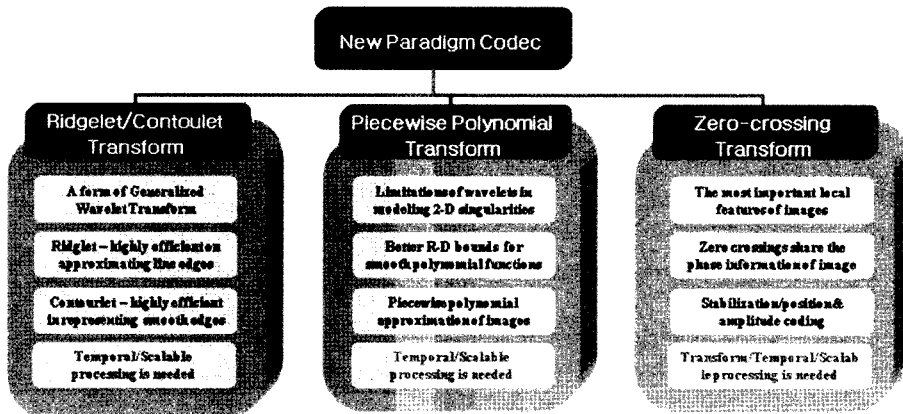 New Paradigm Codec
Ridgelet/Contoulet
Transform
A form of Generalized
Wavelet Transform
Ridglet – highly efficient on
approximating line edges
Contourlet – highly efficient
in representing smooth edges
Temporal/Scalable
processing is needed
Piecewise Polynomial
Transform
Limitations of wavelets in
modeling 2-D singularities
Better R-D bounds for
smooth polynomial functions
Piecewise polynomial
approximation of images
Temporal/Scalable
processing is needed
Zero-crossing
Transform
The most important local
features of images
Zero crossings share the
phase information of image
Stabilization/position &
amplitude coding
Transform/Temporal/Scalab
le processing is needed